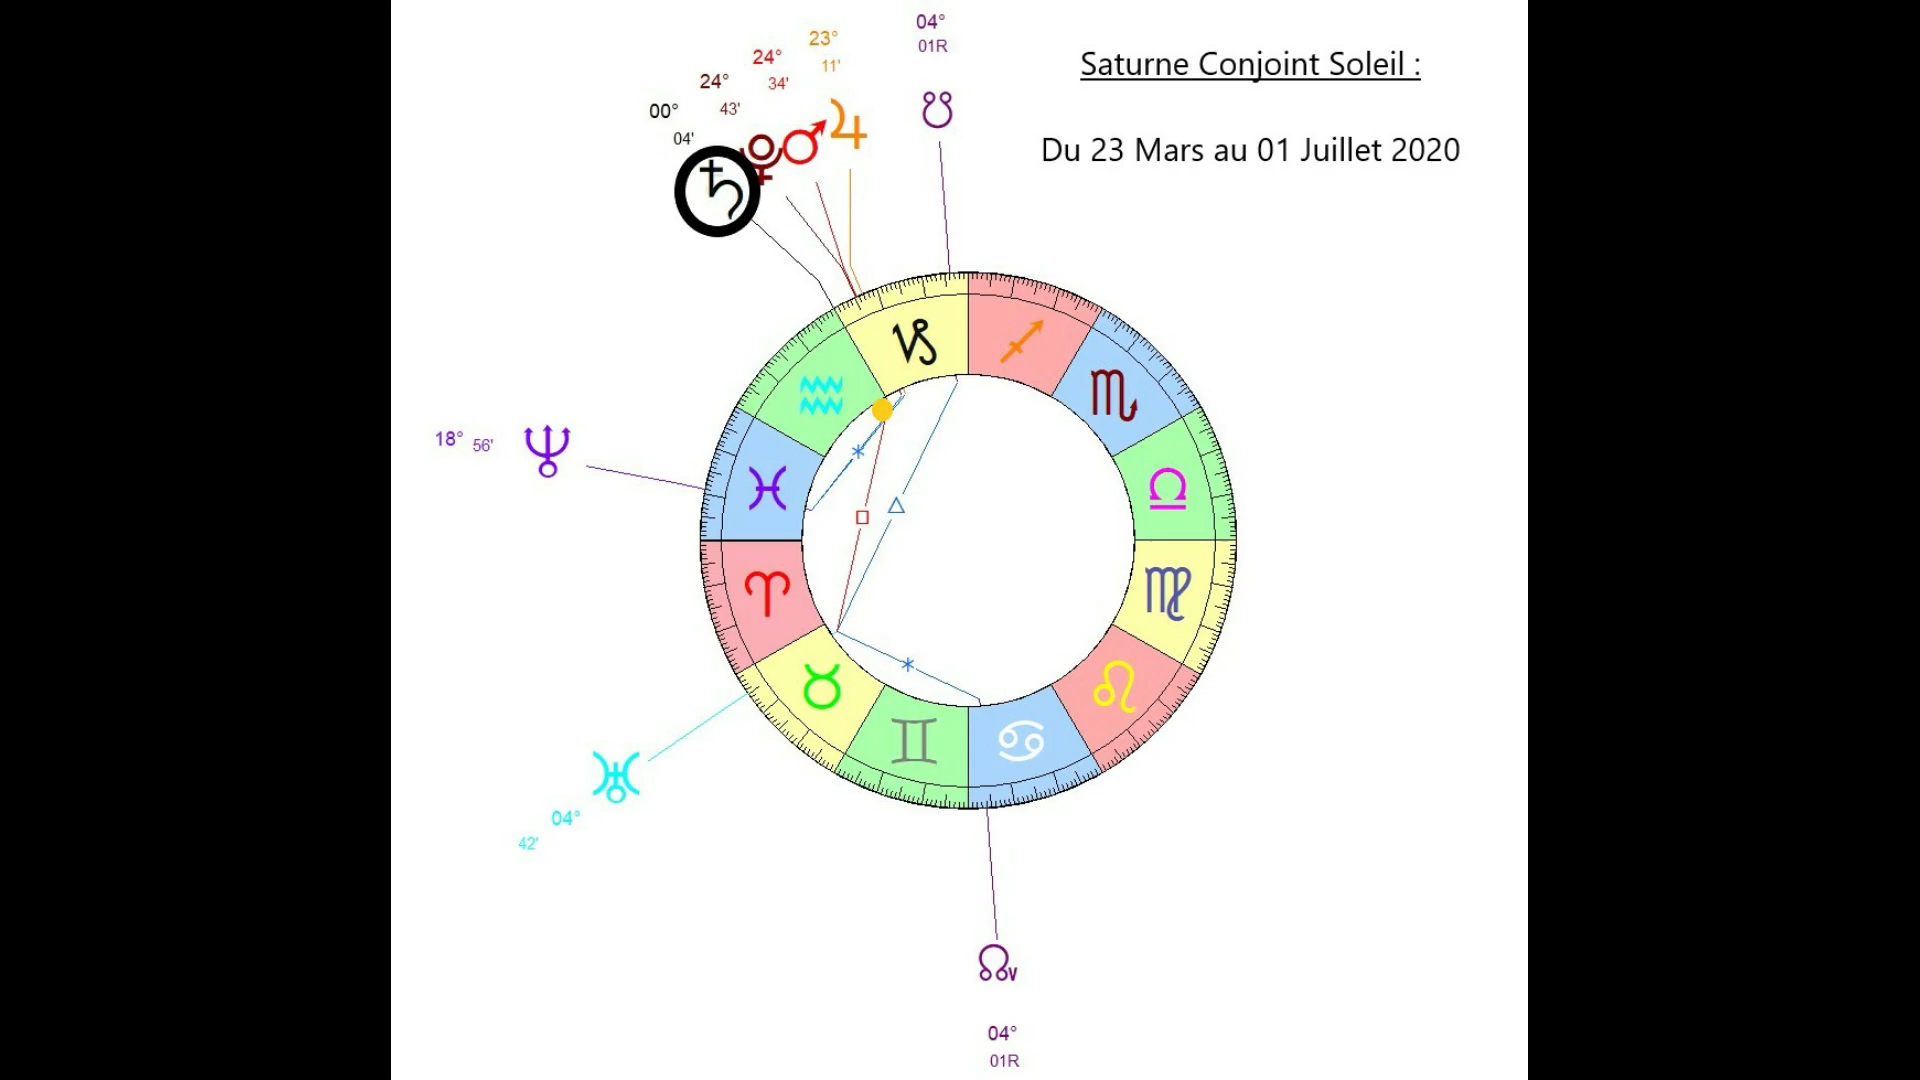 04°
01R
23°
11'
24°
34'
24°
43'
00°
04'
Saturne Conjoint Soleil :
Du 23 Mars au 01 Juillet 2020
18° 56'
04°
42'
V
04°
01R